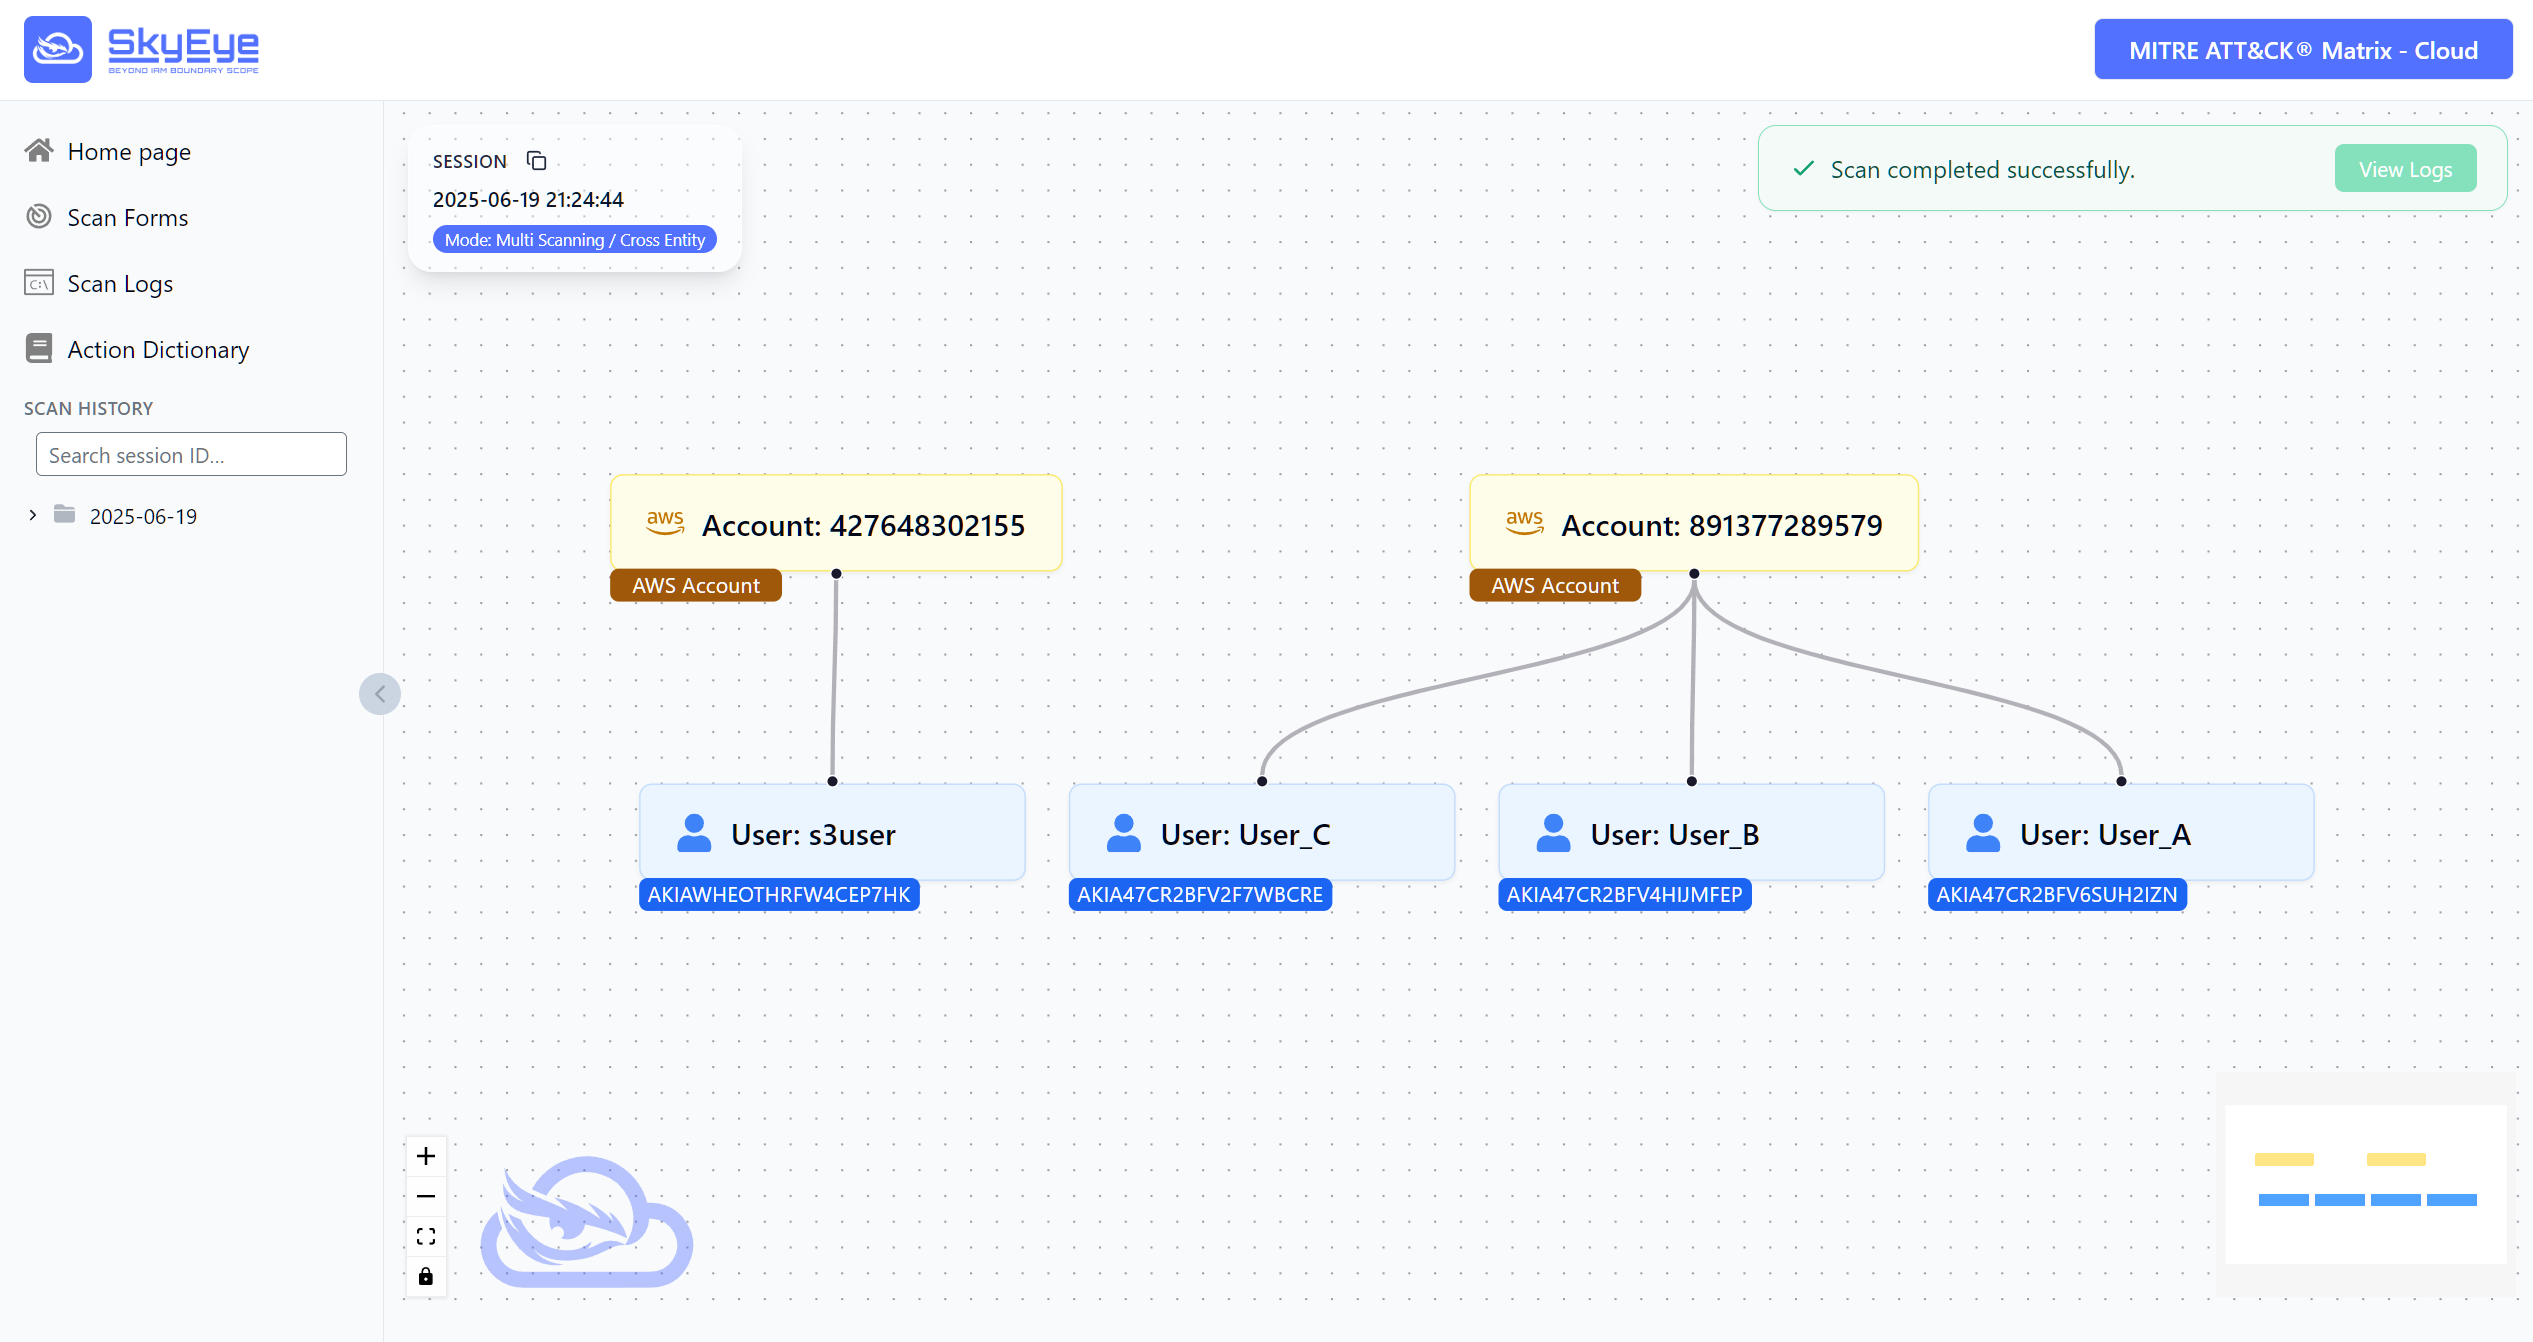 SkyEye
BEYOND IAM BOUNDARY SCOPE
MITRE ATT&CK® Matrix - Cloud
Home page
Scan Forms
Scan Logs
C:\
Action Dictionary
SCAN HISTORY
Search session ID...
2025-06-19
SESSION
2025-06-19 21:24:44
Mode: Multi Scanning / Cross Entity
Scan completed successfully.
View Logs
aws Account: 427648302155
AWS Account
aws Account: 891377289579
AWS Account
User: s3user
AKIAWHEOTHRFW4CEP7HK
User: User_C
AKIA47CR2BFV2F7WBCRE
User: User_B
AKIA47CR2BFV4HIJMFEP
User: User_A
AKIA47CR2BFV6SUH2IZN